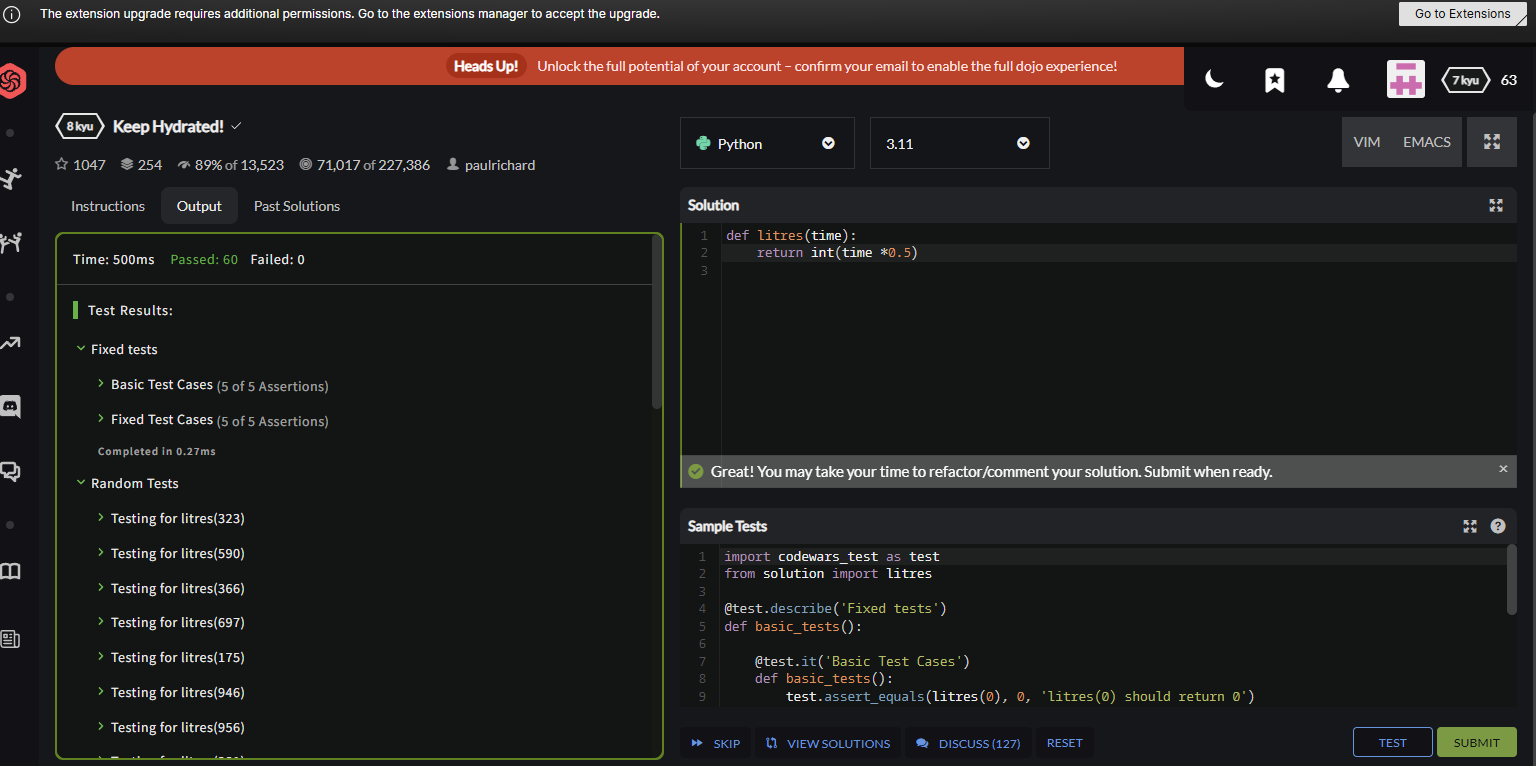 The extension upgrade requires additional permissions. Go to the extensions manager to accept the upgrade.
Go to Extensions
Heads Up! Unlock the full potential of your account – confirm your email to enable the full dojo experience!
7 kyu 63
8 kyu Keep Hydrated!
1047 254 89% of 13,523 71,017 of 227,386 paulrichard
Instructions Output Past Solutions
Time: 500ms Passed: 60 Failed: 0
Test Results:
Fixed tests
Basic Test Cases (5 of 5 Assertions)
Fixed Test Cases (5 of 5 Assertions)
Completed in 0.27ms
Random Tests
Testing for litres(323)
Testing for litres(590)
Testing for litres(366)
Testing for litres(697)
Testing for litres(175)
Testing for litres(946)
Testing for litres(956)
Python 3.11 VIM EMACS
Solution
1 def litres(time):
2 return int(time *0.5)
3
Great! You may take your time to refactor/comment your solution. Submit when ready.
Sample Tests
1 import codewars_test as test
2 from solution import litres
3
4 @test.describe('Fixed tests')
5 def basic_tests():
6
7 @test.it('Basic Test Cases')
8 def basic_tests():
9 test.assert_equals(litres(0), 0, 'litres(0) should return 0')
SKIP VIEW SOLUTIONS DISCUSS (127) RESET TEST SUBMIT